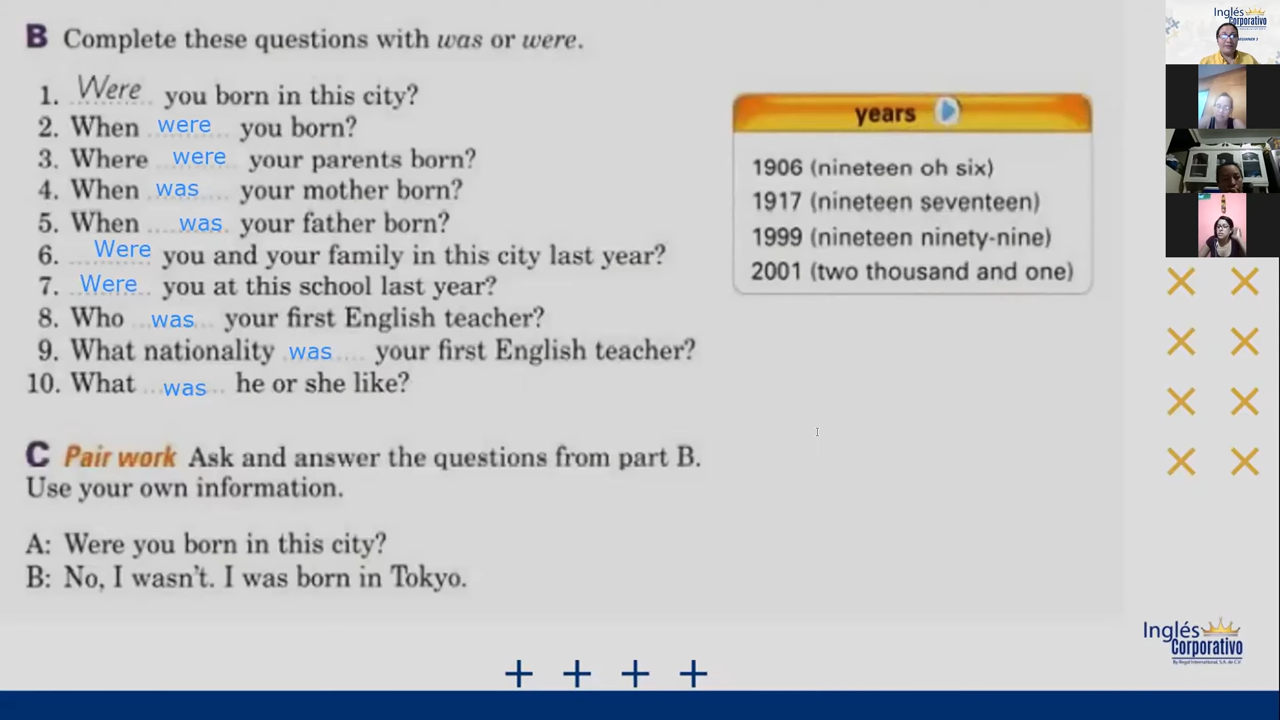 B Complete these questions with was or were.
1. Were you born in this city?
2. When were you born?
3. Where were your parents born?
4. When was your mother born?
5. When was your father born?
6. Were you and your family in this city last year?
7. Were you at this school last year?
8. Who was your first English teacher?
9. What nationality was your first English teacher?
10. What was he or she like?
years
1906 (nineteen oh six)
1917 (nineteen seventeen)
1999 (nineteen ninety-nine)
2001 (two thousand and one)
C Pair work Ask and answer the questions from part B.
Use your own information.
A: Were you born in this city?
B: No, I wasn't. I was born in Tokyo.
Inglés
Corporativo
Inglés
Corporativo
By Regal International, S.A. de C.V.